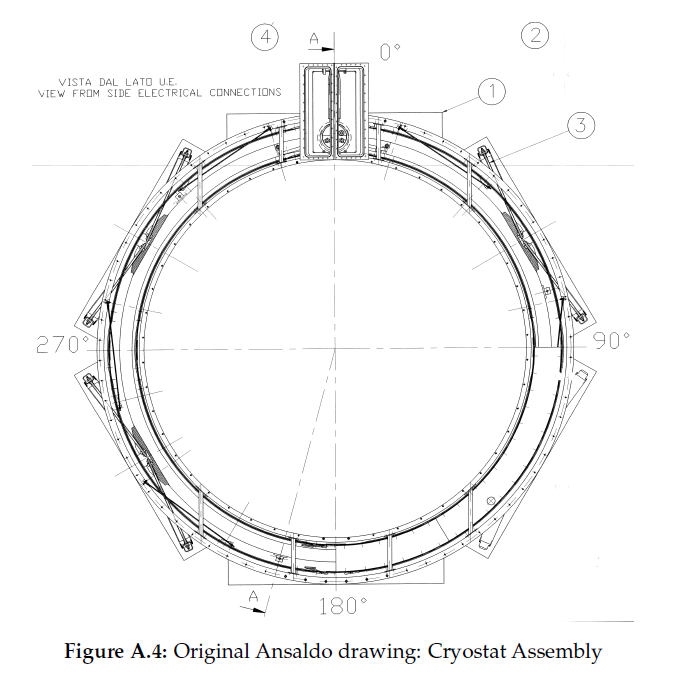 4
A
0°
2
VISTA DAL LATO U.E.
VIEW FROM SIDE ELECTRICAL CONNECTIONS
1
3
270°
90°
A
180°
Figure A.4: Original Ansaldo drawing: Cryostat Assembly